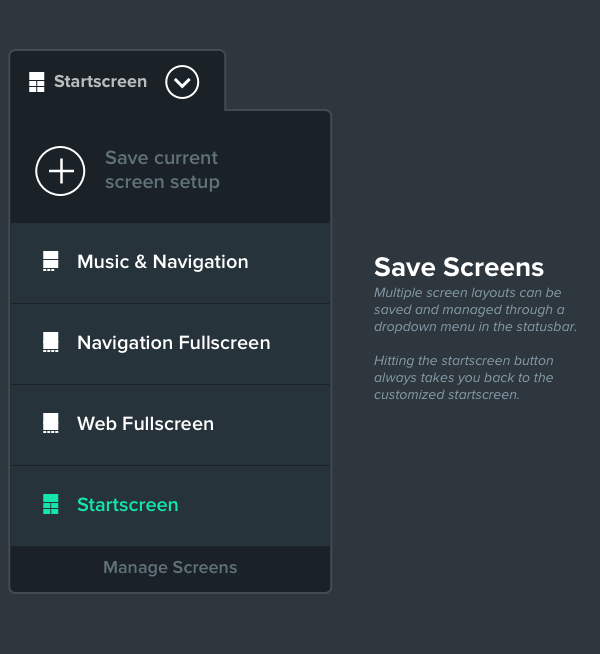 Startscreen
Save current
screen setup
Music & Navigation
Navigation Fullscreen
Web Fullscreen
Startscreen
Manage Screens
Save Screens
Multiple screen layouts can be
saved and managed through a
dropdown menu in the statusbar.
Hitting the startscreen button
always takes you back to the
customized startscreen.